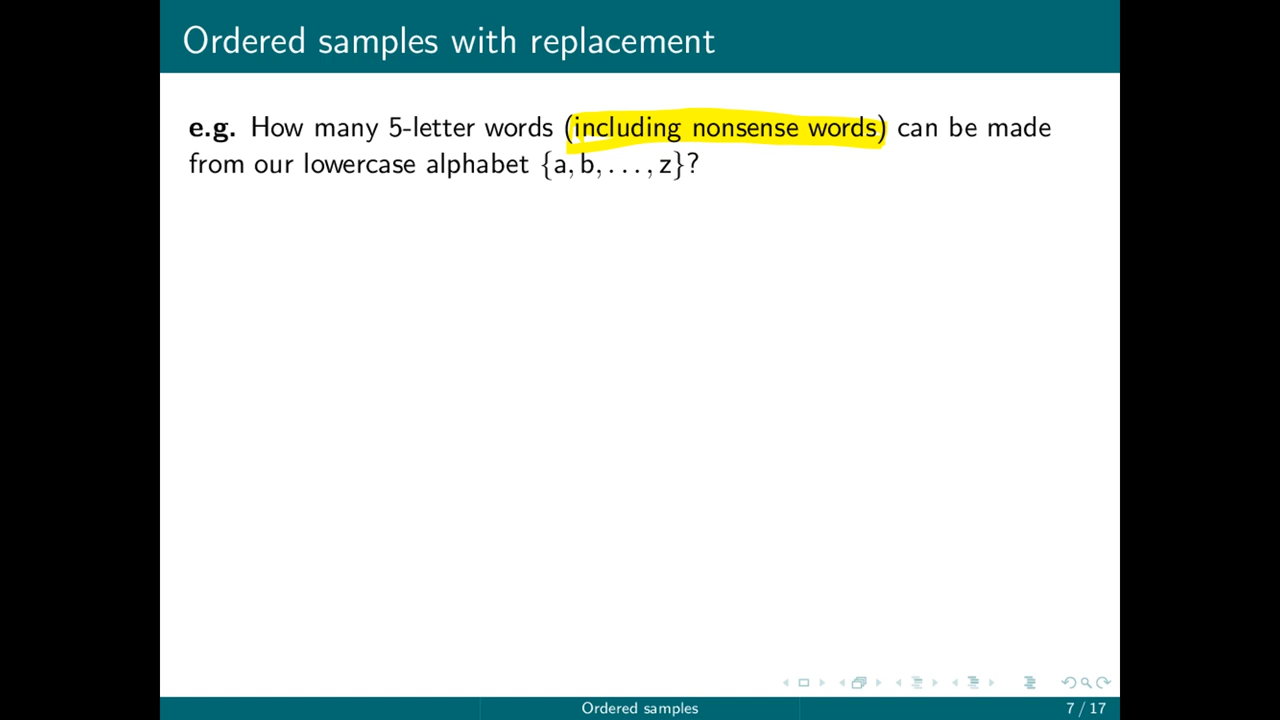 Ordered samples with replacement
e.g. How many 5-letter words (including nonsense words) can be made
from our lowercase alphabet {a, b, . . . , z}?
Ordered samples
7 / 17